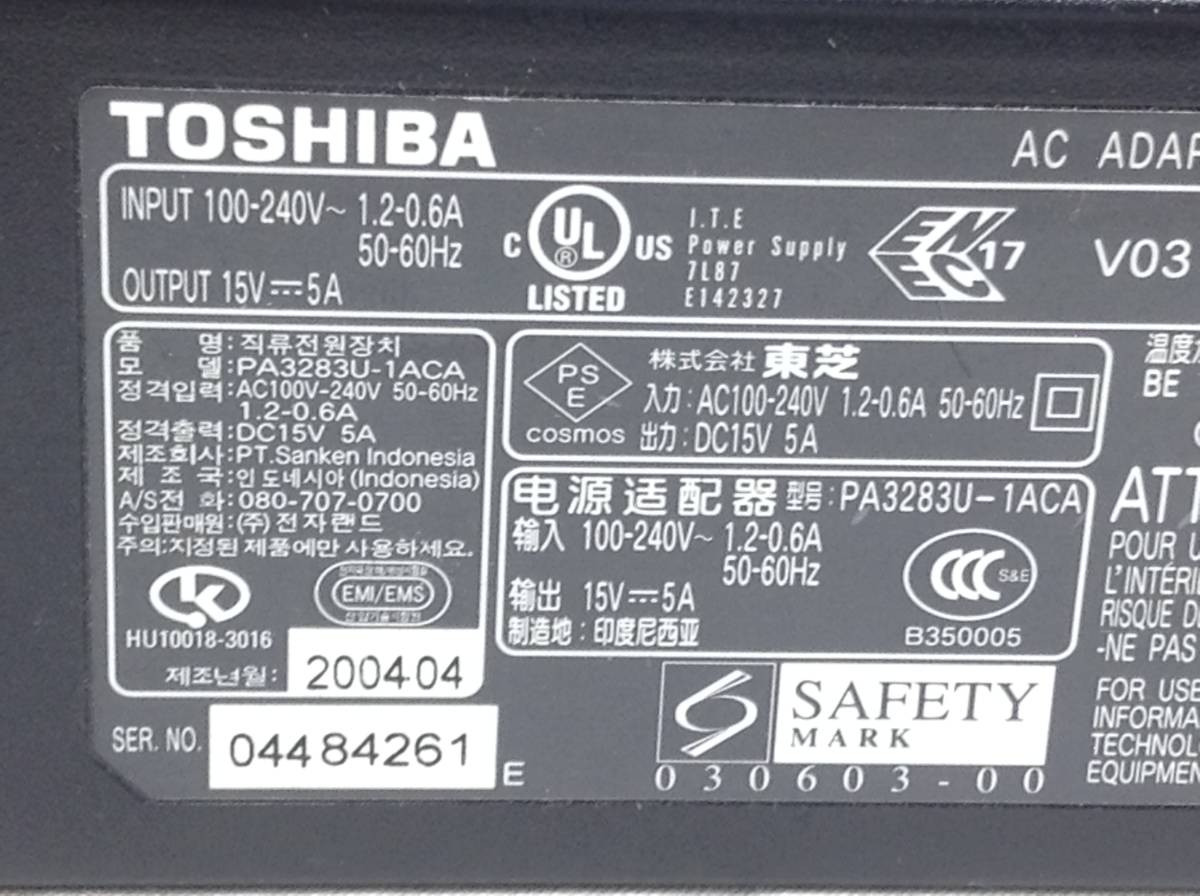 TOSHIBA
AC ADAP
INPUT 100-240V~ 1.2-0.6A
50-60Hz
OUTPUT 15V⎓5A
C UL® US
LISTED
I.T.E
Power Supply
7L87
E142327
ENEC 17
V03
품 명:직류전원장치
모 델:PA3283U-1ACA
정격입력:AC100V-240V 50-60Hz
1.2-0.6A
정격출력:DC15V 5A
제조회사:PT.Sanken Indonesia
제 조 국:인도네시아(Indonesia)
A/S전 화:080-707-0700
수입판매원:(주)전자랜드
주의:지정된 제품에만 사용하세요.
EMI/EMS
HU10018-3016
제조년월: 200404
SER. NO. 04484261 E
PS
E
cosmos
株式会社 東芝
入力:AC100-240V 1.2-0.6A 50-60Hz
出力:DC15V 5A
电源适配器 型号:PA3283U-1ACA
输入 100-240V~ 1.2-0.6A
50-60Hz
输出 15V⎓5A
制造地:印度尼西亚
CCC S&E
B350005
SAFETY
MARK
030603-00
温度
BE
ATT
POUR U
L'INTÉRI
RISQUE D
-NE PAS
FOR USE
INFORMA
TECHNOL
EQUIPMEN